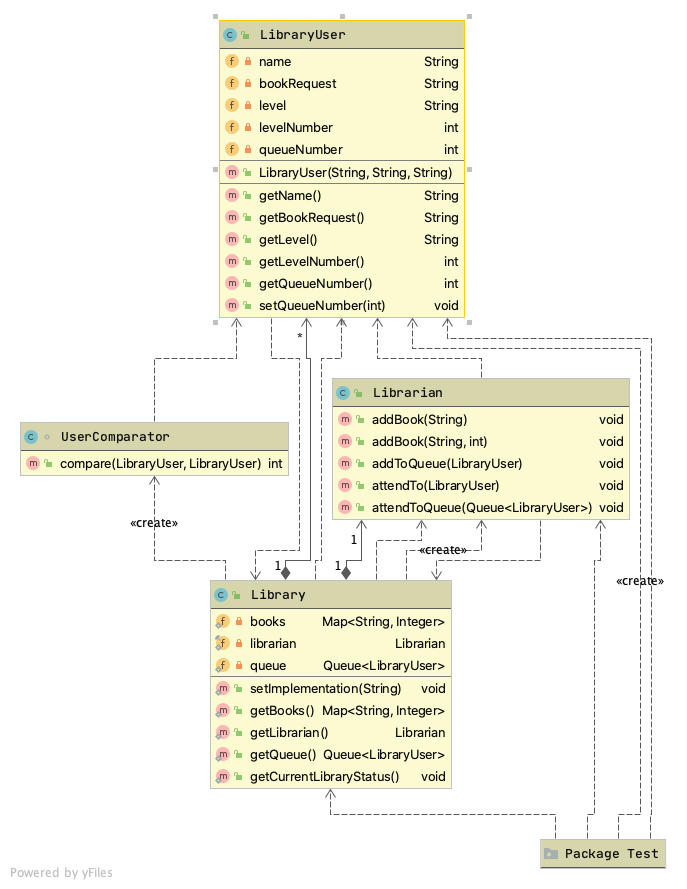 LibraryUser
name String
bookRequest String
level String
levelNumber int
queueNumber int
LibraryUser(String, String, String)
getName() String
getBookRequest() String
getLevel() String
getLevelNumber() int
getQueueNumber() int
setQueueNumber(int) void
*
Librarian
addBook(String) void
addBook(String, int) void
addToQueue(LibraryUser) void
attendTo(LibraryUser) void
attendToQueue(Queue<LibraryUser>) void
UserComparator
compare(LibraryUser, LibraryUser) int
«create»
1
«create»
1
1
«create»
Library
books Map<String, Integer>
librarian Librarian
queue Queue<LibraryUser>
setImplementation(String) void
getBooks() Map<String, Integer>
getLibrarian() Librarian
getQueue() Queue<LibraryUser>
getCurrentLibraryStatus() void
Package Test
Powered by yFiles